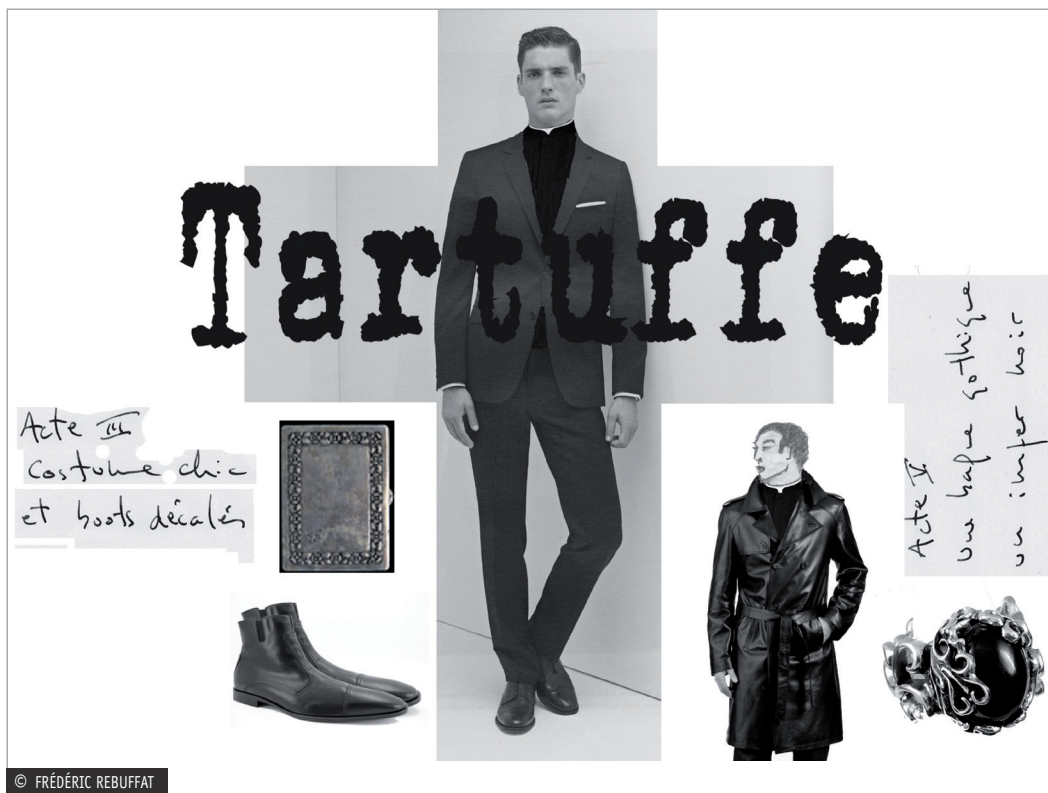 Tartuffe
Acte III
Costume chic
et boots décalés
Acte V
une bague gothique
un imper noir
© FRÉDÉRIC REBUFFAT